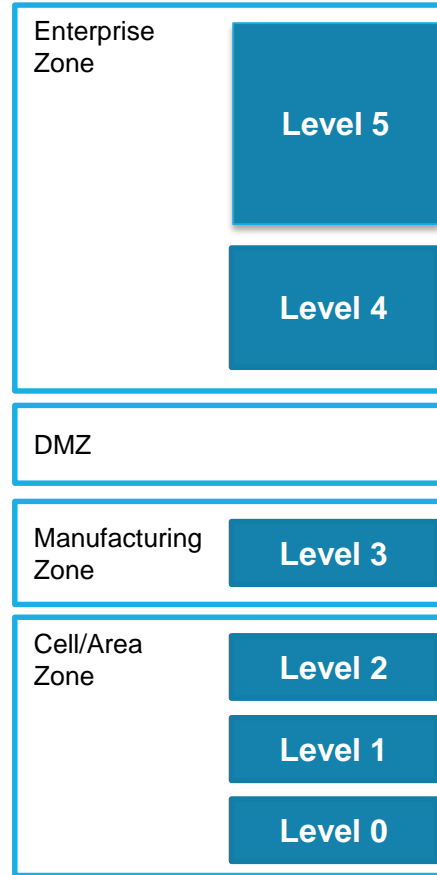 Enterprise
Zone
Level 5
Level 4
DMZ
Manufacturing
Zone
Level 3
Cell/Area
Zone
Level 2
Level 1
Level 0